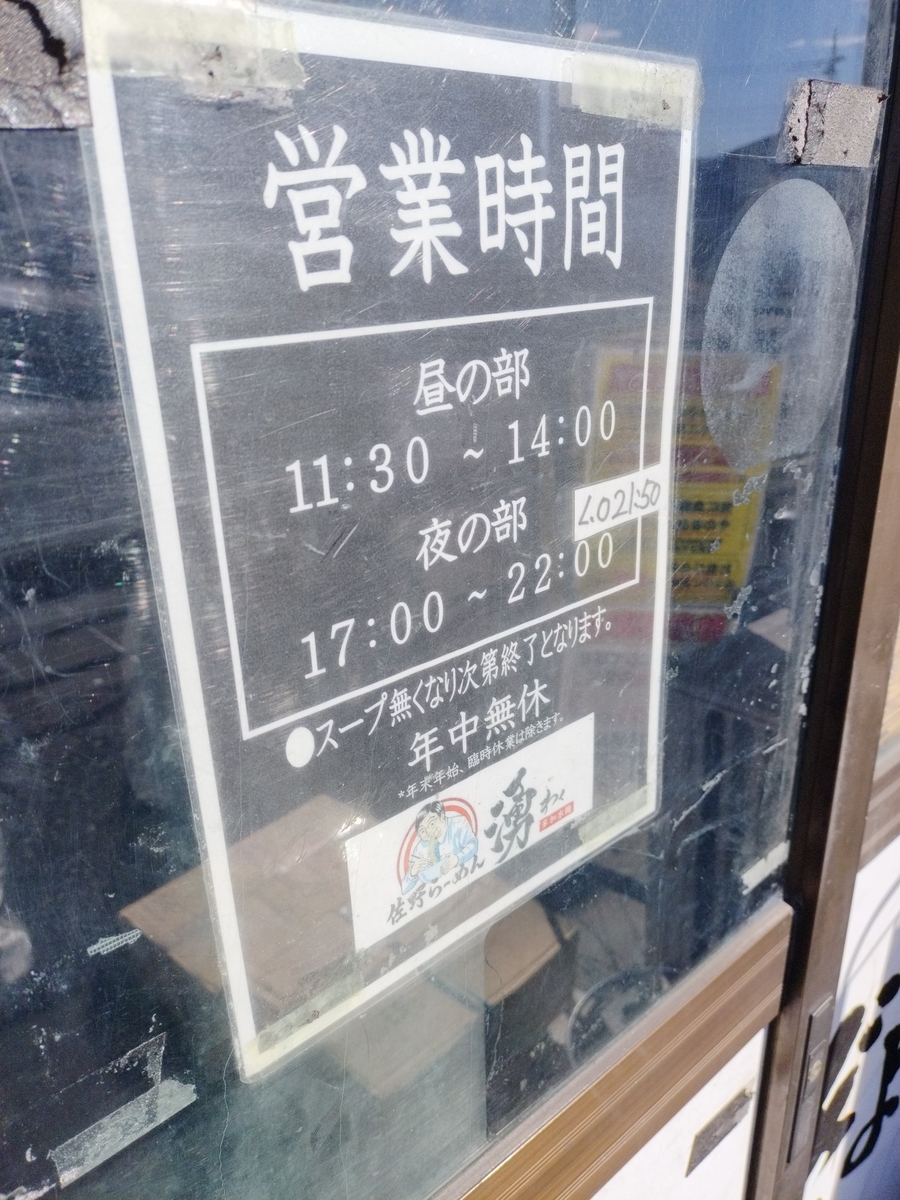 営業時間
昼の部
11:30 ~ 14:00
夜の部
L.O21:50
17:00 ~ 22:00
●スープ無くなり次第終了となります。
年中無休
*年末年始、臨時休業は除きます。
佐野らーめん
湧
わく